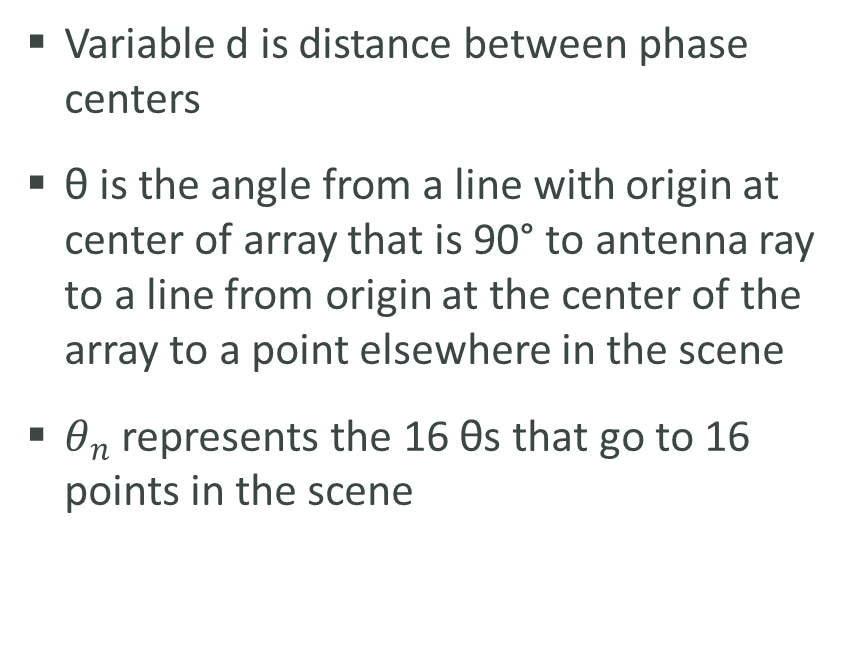 ▪ Variable d is distance between phase
centers
▪ θ is the angle from a line with origin at
center of array that is 90° to antenna ray
to a line from origin at the center of the
array to a point elsewhere in the scene
▪ θₙ represents the 16 θs that go to 16
points in the scene